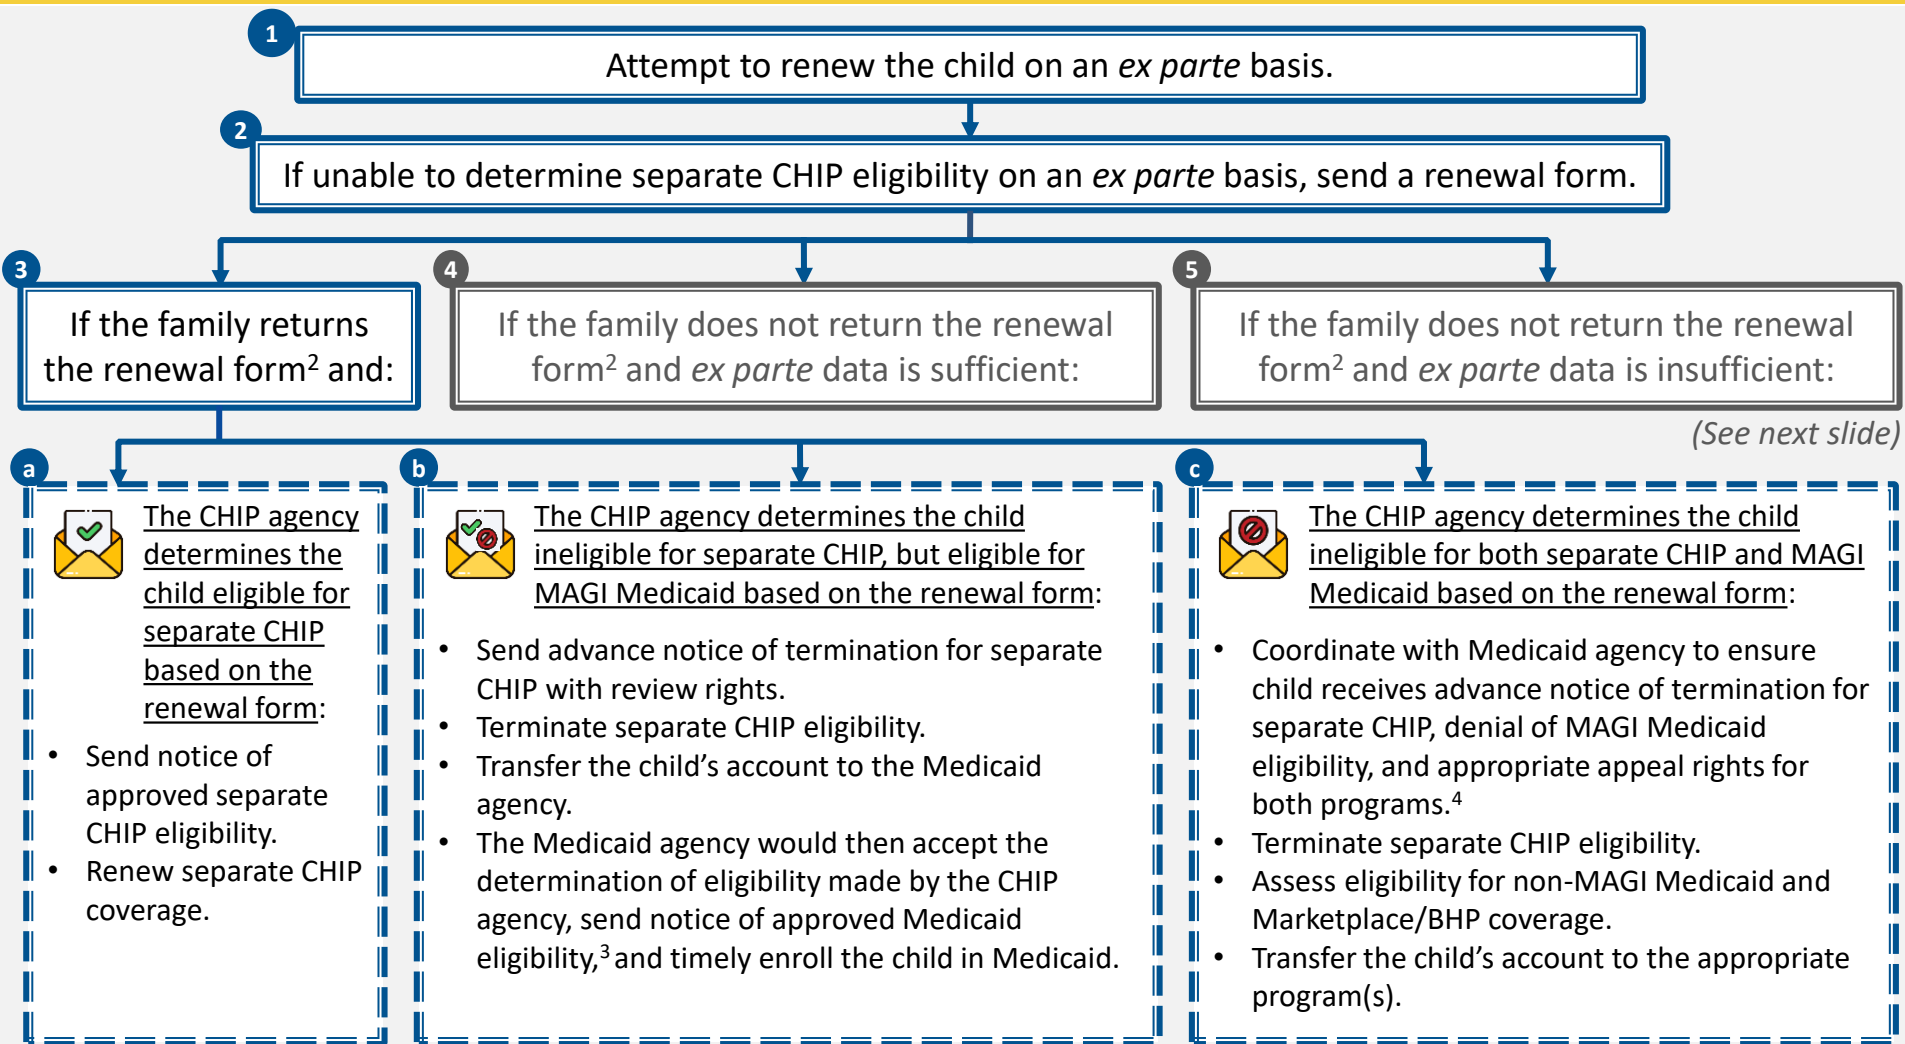 1
Attempt to renew the child on an ex parte basis.
2
If unable to determine separate CHIP eligibility on an ex parte basis, send a renewal form.
3
If the family returns
the renewal form² and:
4
If the family does not return the renewal
form² and ex parte data is sufficient:
5
If the family does not return the renewal
form² and ex parte data is insufficient:
(See next slide)
a
The CHIP agency
determines the
child eligible for
separate CHIP
based on the
renewal form:
• Send notice of
approved separate
CHIP eligibility.
• Renew separate CHIP
coverage.
b
The CHIP agency determines the child
ineligible for separate CHIP, but eligible for
MAGI Medicaid based on the renewal form:
• Send advance notice of termination for separate
CHIP with review rights.
• Terminate separate CHIP eligibility.
• Transfer the child's account to the Medicaid
agency.
• The Medicaid agency would then accept the
determination of eligibility made by the CHIP
agency, send notice of approved Medicaid
eligibility,³ and timely enroll the child in Medicaid.
c
The CHIP agency determines the child
ineligible for both separate CHIP and MAGI
Medicaid based on the renewal form:
• Coordinate with Medicaid agency to ensure
child receives advance notice of termination for
separate CHIP, denial of MAGI Medicaid
eligibility, and appropriate appeal rights for
both programs.⁴
• Terminate separate CHIP eligibility.
• Assess eligibility for non-MAGI Medicaid and
Marketplace/BHP coverage.
• Transfer the child's account to the appropriate
program(s).